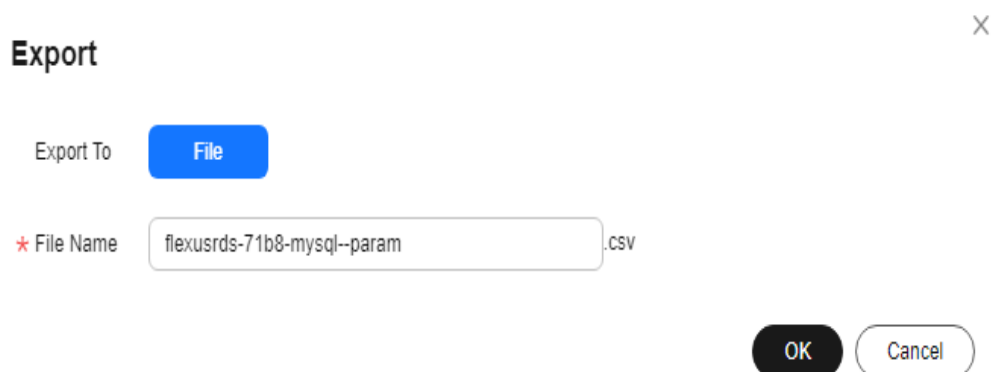 Export
Export To File
* File Name flexusrds-71b8-mysql--param .csv
OK Cancel